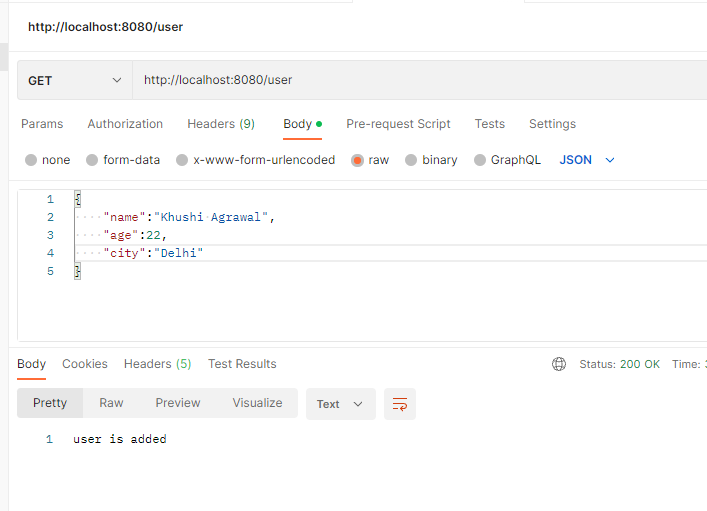 http://localhost:8080/user
GET http://localhost:8080/user
Params Authorization Headers (9) Body Pre-request Script Tests Settings
none form-data x-www-form-urlencoded raw binary GraphQL JSON
1 {
2 "name":"Khushi Agrawal",
3 "age":22,
4 "city":"Delhi"
5 }
Body Cookies Headers (5) Test Results Status: 200 OK Time:
Pretty Raw Preview Visualize Text
1 user is added